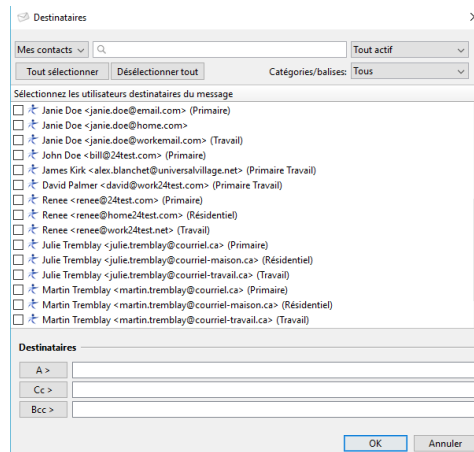 Destinataires
Mes contacts Tout actif
Tout sélectionner Désélectionner tout Catégories/balises: Tous
Sélectionnez les utilisateurs destinataires du message
Janie Doe <janie.doe@email.com> (Primaire)
Janie Doe <janie.doe@home.com>
Janie Doe <janie.doe@workemail.com> (Travail)
John Doe <bill@24test.com> (Primaire)
James Kirk <alex.blanchet@universalvillage.net> (Primaire Travail)
David Palmer <david@work24test.com> (Primaire Travail)
Renee <renee@24test.com> (Primaire)
Renee <renee@home24test.com> (Résidentiel)
Renee <renee@work24test.net> (Travail)
Julie Tremblay <julie.tremblay@courriel.ca> (Primaire)
Julie Tremblay <julie.tremblay@courriel-maison.ca> (Résidentiel)
Julie Tremblay <julie.tremblay@courriel-travail.ca> (Travail)
Martin Tremblay <martin.tremblay@courriel.ca> (Primaire)
Martin Tremblay <martin.tremblay@courriel-maison.ca> (Résidentiel)
Martin Tremblay <martin.tremblay@courriel-travail.ca> (Travail)
Destinataires
A >
Cc >
Bcc >
OK Annuler